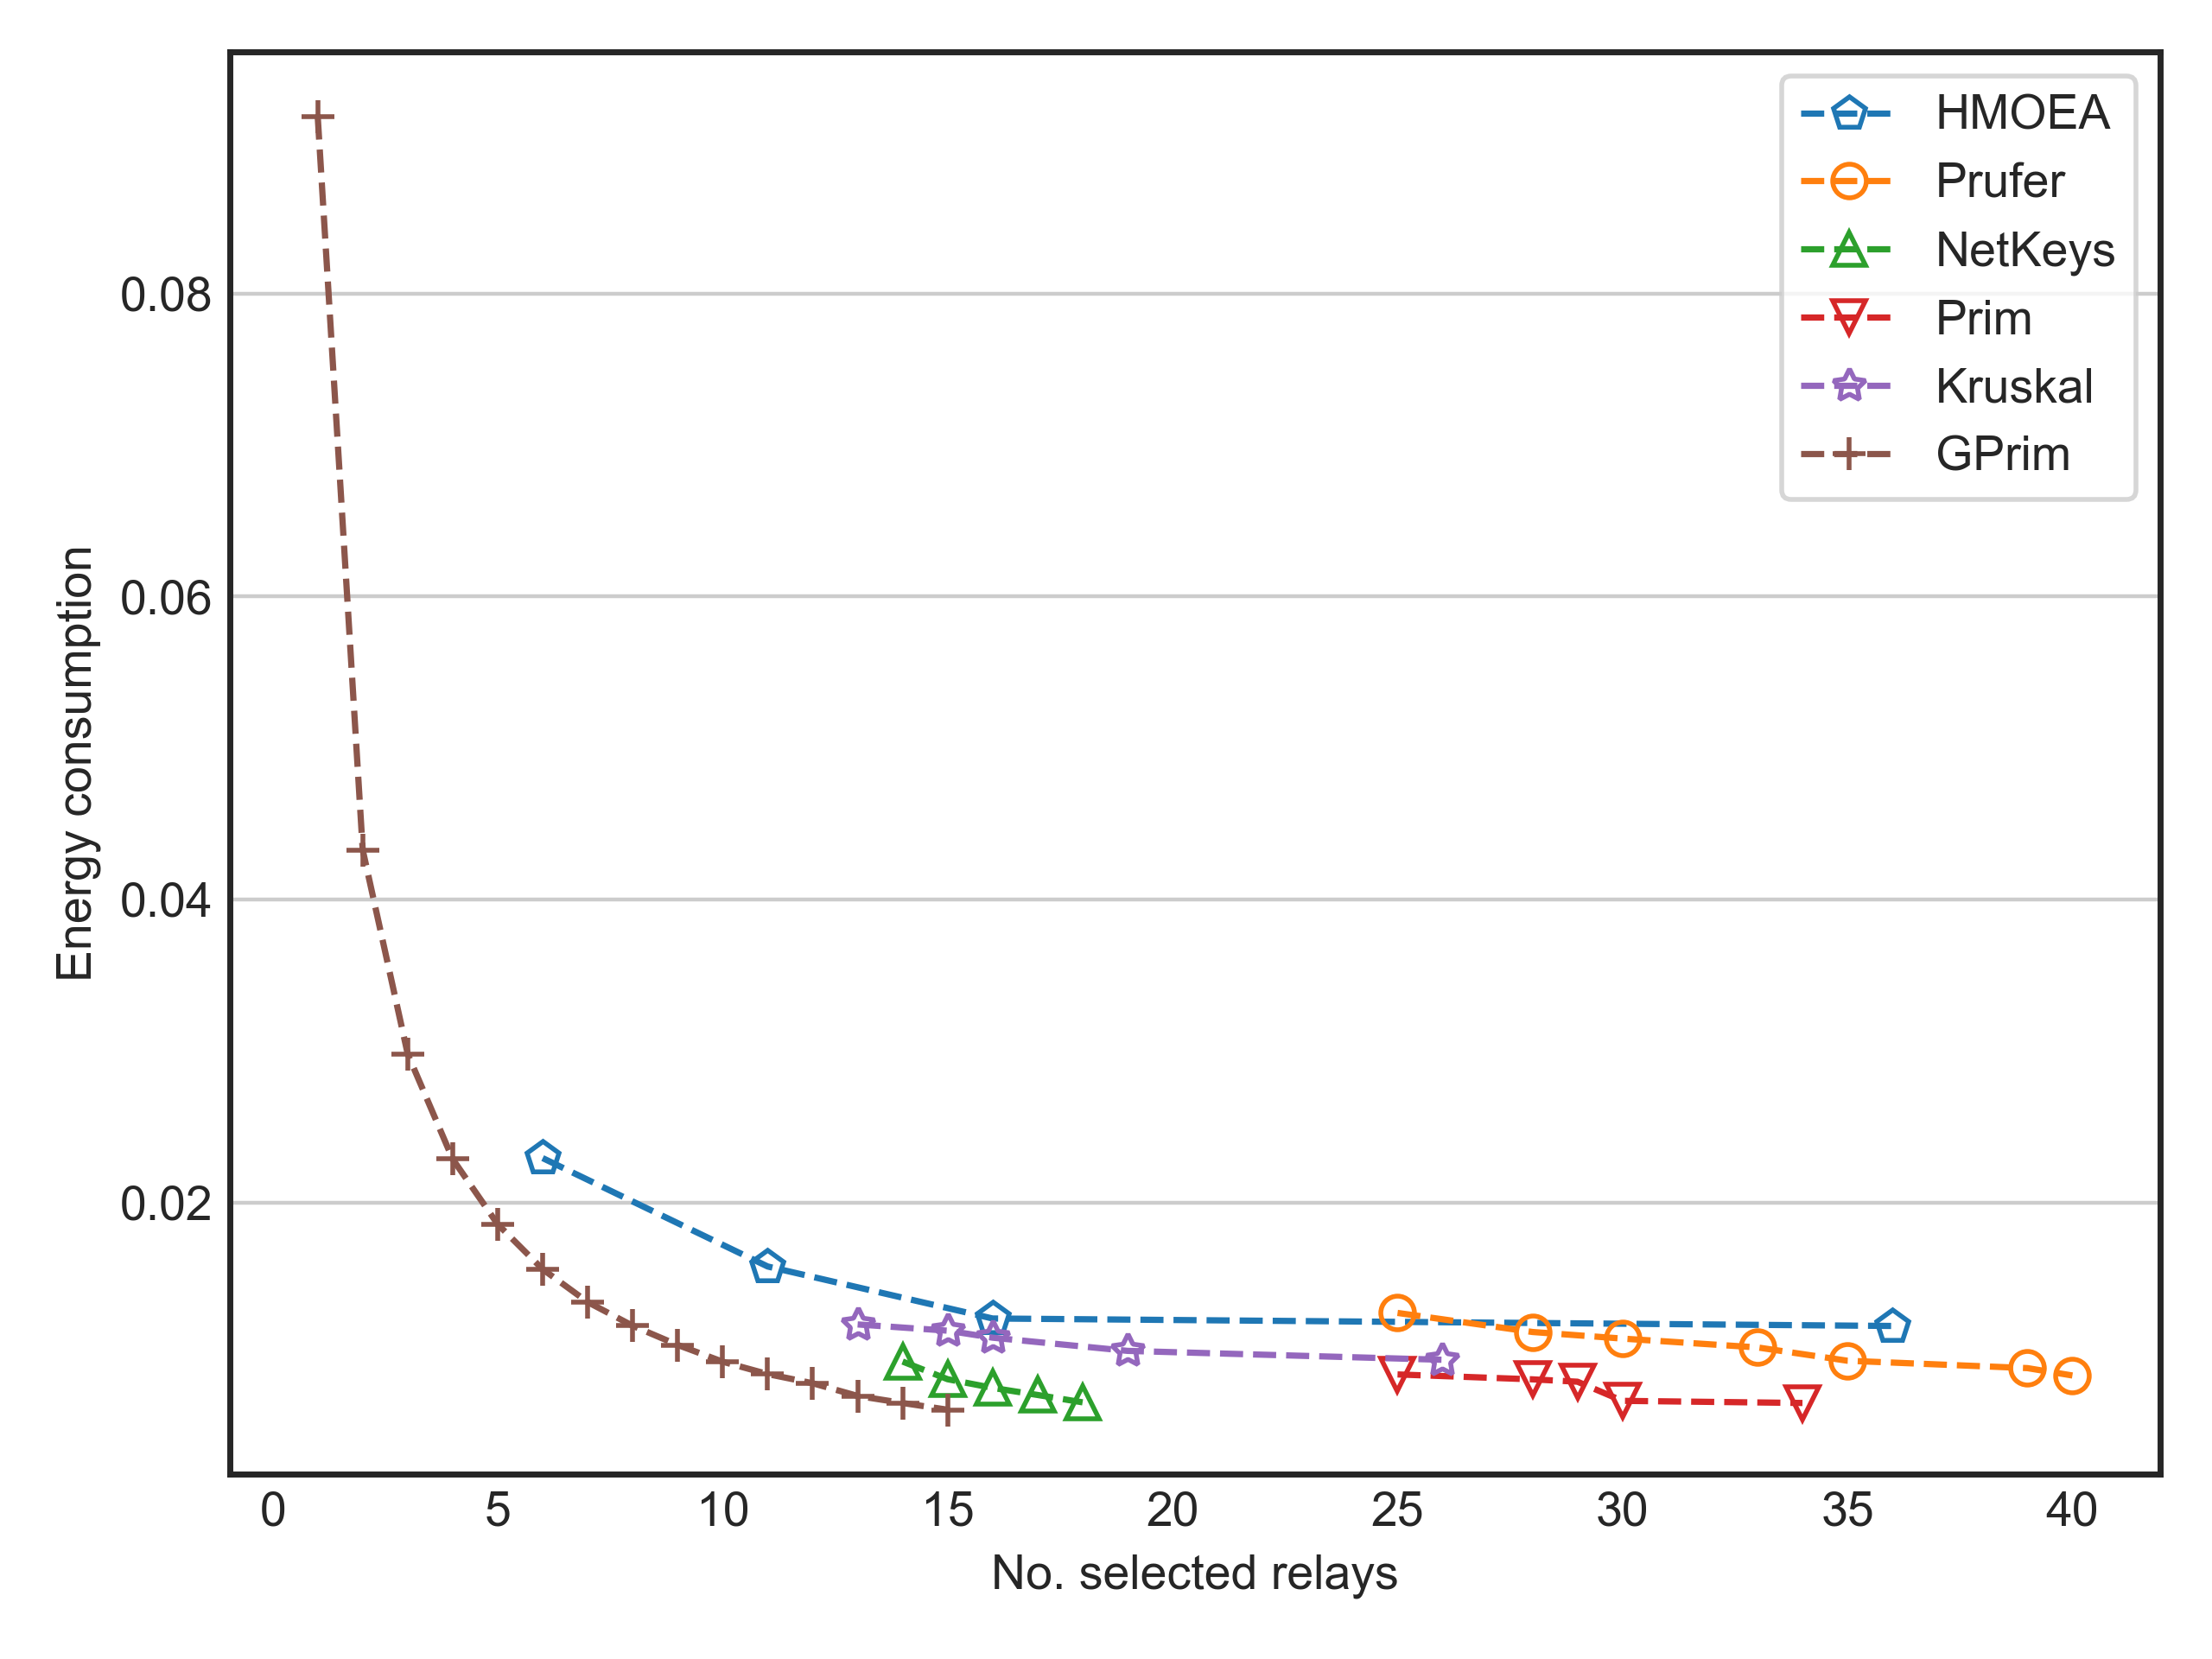 HMOEA
Prufer
NetKeys
Prim
Kruskal
GPrim
0.08
0.06
0.04
0.02
Energy consumption
0 5 10 15 20 25 30 35 40
No. selected relays